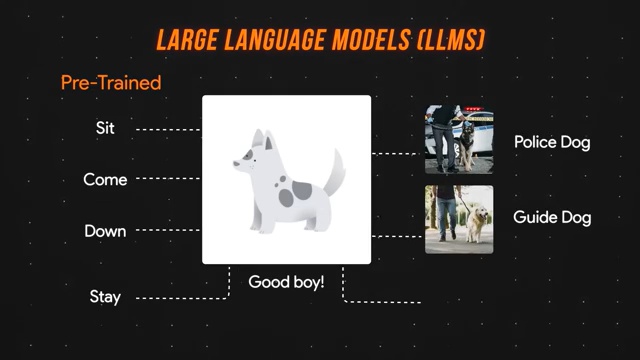 LARGE LANGUAGE MODELS (LLMS)
Pre-Trained
Sit
Come
Down
Stay
Good boy!
Police Dog
Guide Dog